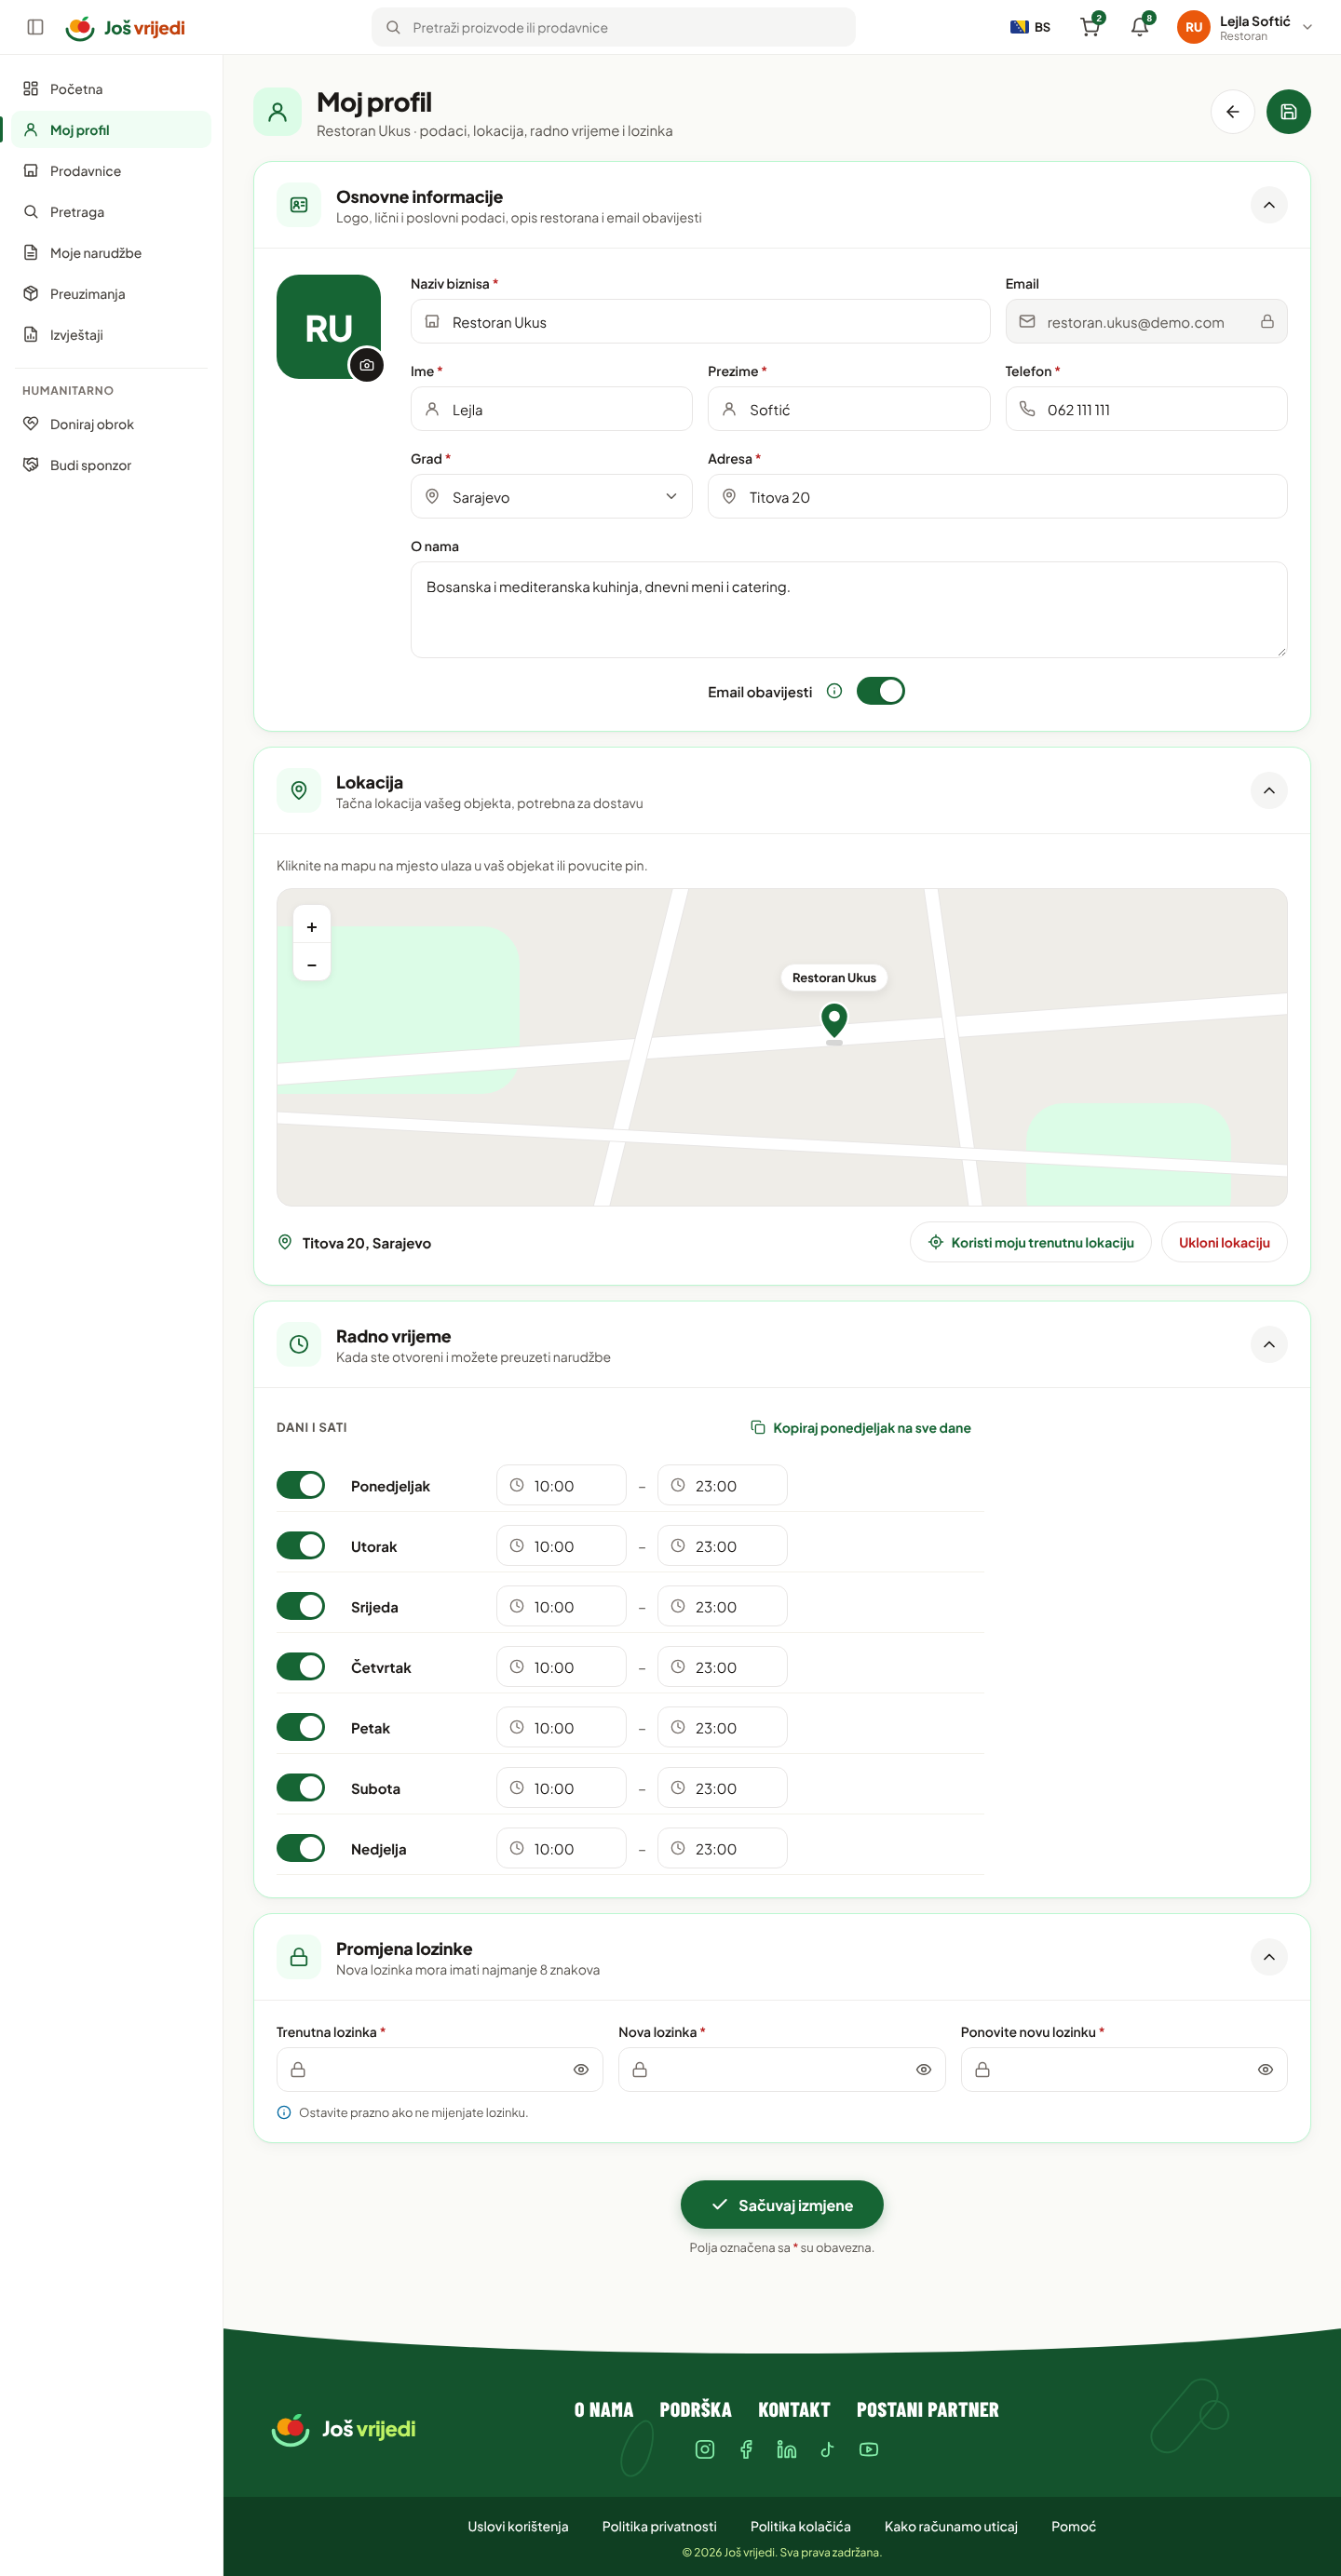 Još vrijedi
Pretraži proizvode ili prodavnice
BS
2
8
RU
Lejla Softić
Restoran
Početna
Moj profil
Prodavnice
Pretraga
Moje narudžbe
Preuzimanja
Izvještaji
HUMANITARNO
Doniraj obrok
Budi sponzor
Moj profil
Restoran Ukus · podaci, lokacija, radno vrijeme i lozinka
Osnovne informacije
Logo, lični i poslovni podaci, opis restorana i email obavijesti
RU
Naziv biznisa *
Email
Restoran Ukus
restoran.ukus@demo.com
Ime *
Prezime *
Telefon *
Lejla
Softić
062 111 111
Grad *
Adresa *
Sarajevo
Titova 20
O nama
Bosanska i mediteranska kuhinja, dnevni meni i catering.
Email obavijesti
Lokacija
Tačna lokacija vašeg objekta, potrebna za dostavu
Kliknite na mapu na mjesto ulaza u vaš objekat ili povucite pin.
+
−
Restoran Ukus
Titova 20, Sarajevo
Koristi moju trenutnu lokaciju
Ukloni lokaciju
Radno vrijeme
Kada ste otvoreni i možete preuzeti narudžbe
DANI I SATI
Kopiraj ponedjeljak na sve dane
Ponedjeljak 10:00 – 23:00
Utorak 10:00 – 23:00
Srijeda 10:00 – 23:00
Četvrtak 10:00 – 23:00
Petak 10:00 – 23:00
Subota 10:00 – 23:00
Nedjelja 10:00 – 23:00
Promjena lozinke
Nova lozinka mora imati najmanje 8 znakova
Trenutna lozinka *
Nova lozinka *
Ponovite novu lozinku *
Ostavite prazno ako ne mijenjate lozinku.
Sačuvaj izmjene
Polja označena sa * su obavezna.
Još vrijedi
O NAMA
PODRŠKA
KONTAKT
POSTANI PARTNER
Uslovi korištenja
Politika privatnosti
Politika kolačića
Kako računamo uticaj
Pomoć
© 2026 Još vrijedi. Sva prava zadržana.